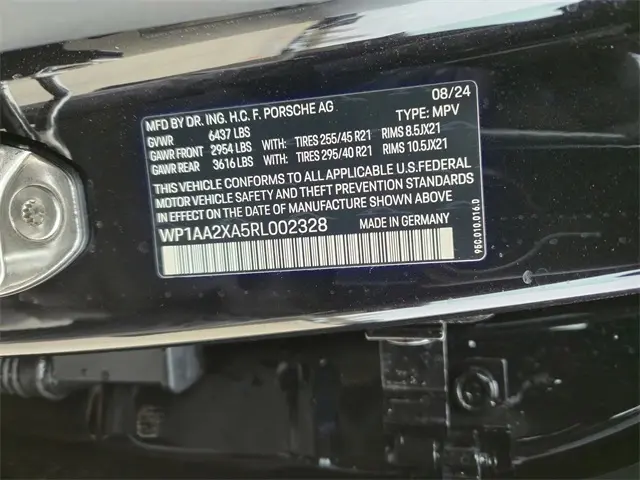 08/24
MFD BY DR. ING. H.C. F. PORSCHE AG TYPE: MPV
GVWR 6437 LBS
GAWR FRONT 2954 LBS WITH: TIRES 255/45 R21 RIMS 8.5JX21
GAWR REAR 3616 LBS WITH: TIRES 295/40 R21 RIMS 10.5JX21
THIS VEHICLE CONFORMS TO ALL APPLICABLE U.S.FEDERAL
MOTOR VEHICLE SAFETY AND THEFT PREVENTION STANDARDS
IN EFFECT ON THE DATE OF MANUFACTURE SHOWN ABOVE
WP1AA2XA5RL002328 MADE IN GERMANY
95C.010.016.D